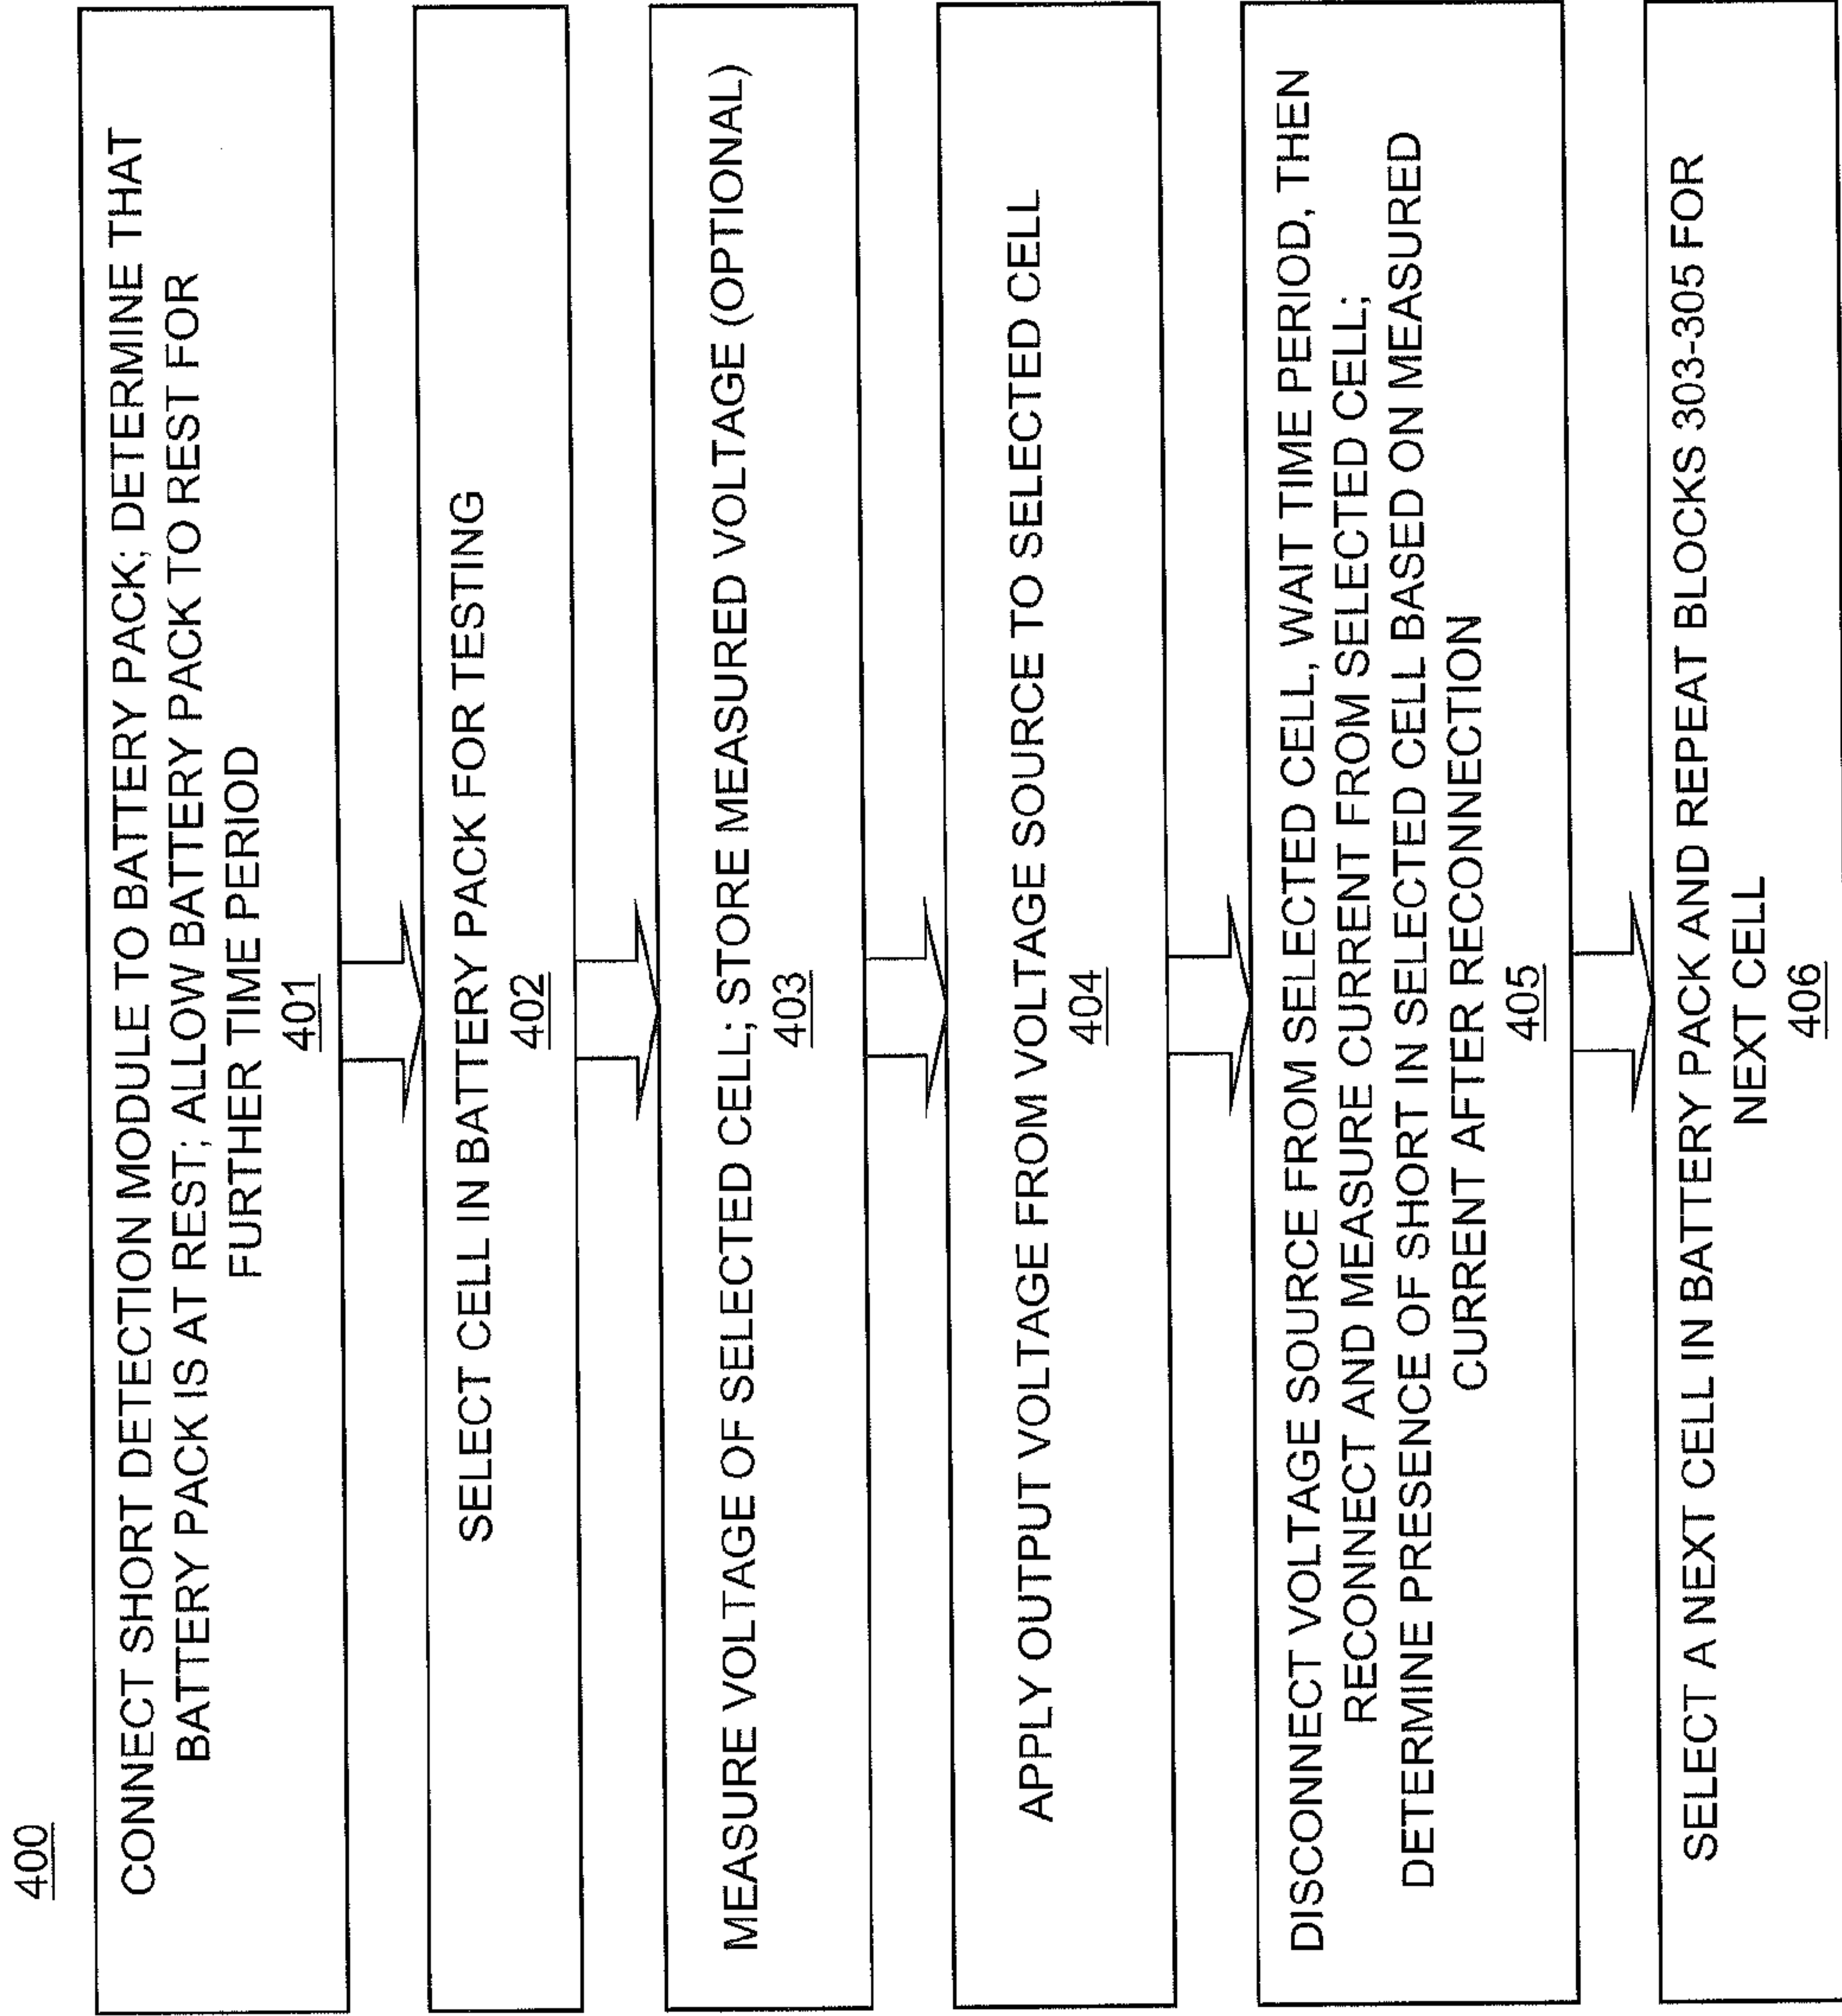 400
CONNECT SHORT DETECTION MODULE TO BATTERY PACK; DETERMINE THAT
BATTERY PACK IS AT REST; ALLOW BATTERY PACK TO REST FOR
FURTHER TIME PERIOD
401
SELECT CELL IN BATTERY PACK FOR TESTING
402
MEASURE VOLTAGE OF SELECTED CELL; STORE MEASURED VOLTAGE (OPTIONAL)
403
APPLY OUTPUT VOLTAGE FROM VOLTAGE SOURCE TO SELECTED CELL
404
DISCONNECT VOLTAGE SOURCE FROM SELECTED CELL, WAIT TIME PERIOD, THEN
RECONNECT AND MEASURE CURRENT FROM SELECTED CELL;
DETERMINE PRESENCE OF SHORT IN SELECTED CELL BASED ON MEASURED
CURRENT AFTER RECONNECTION
405
SELECT A NEXT CELL IN BATTERY PACK AND REPEAT BLOCKS 303-305 FOR
NEXT CELL
406